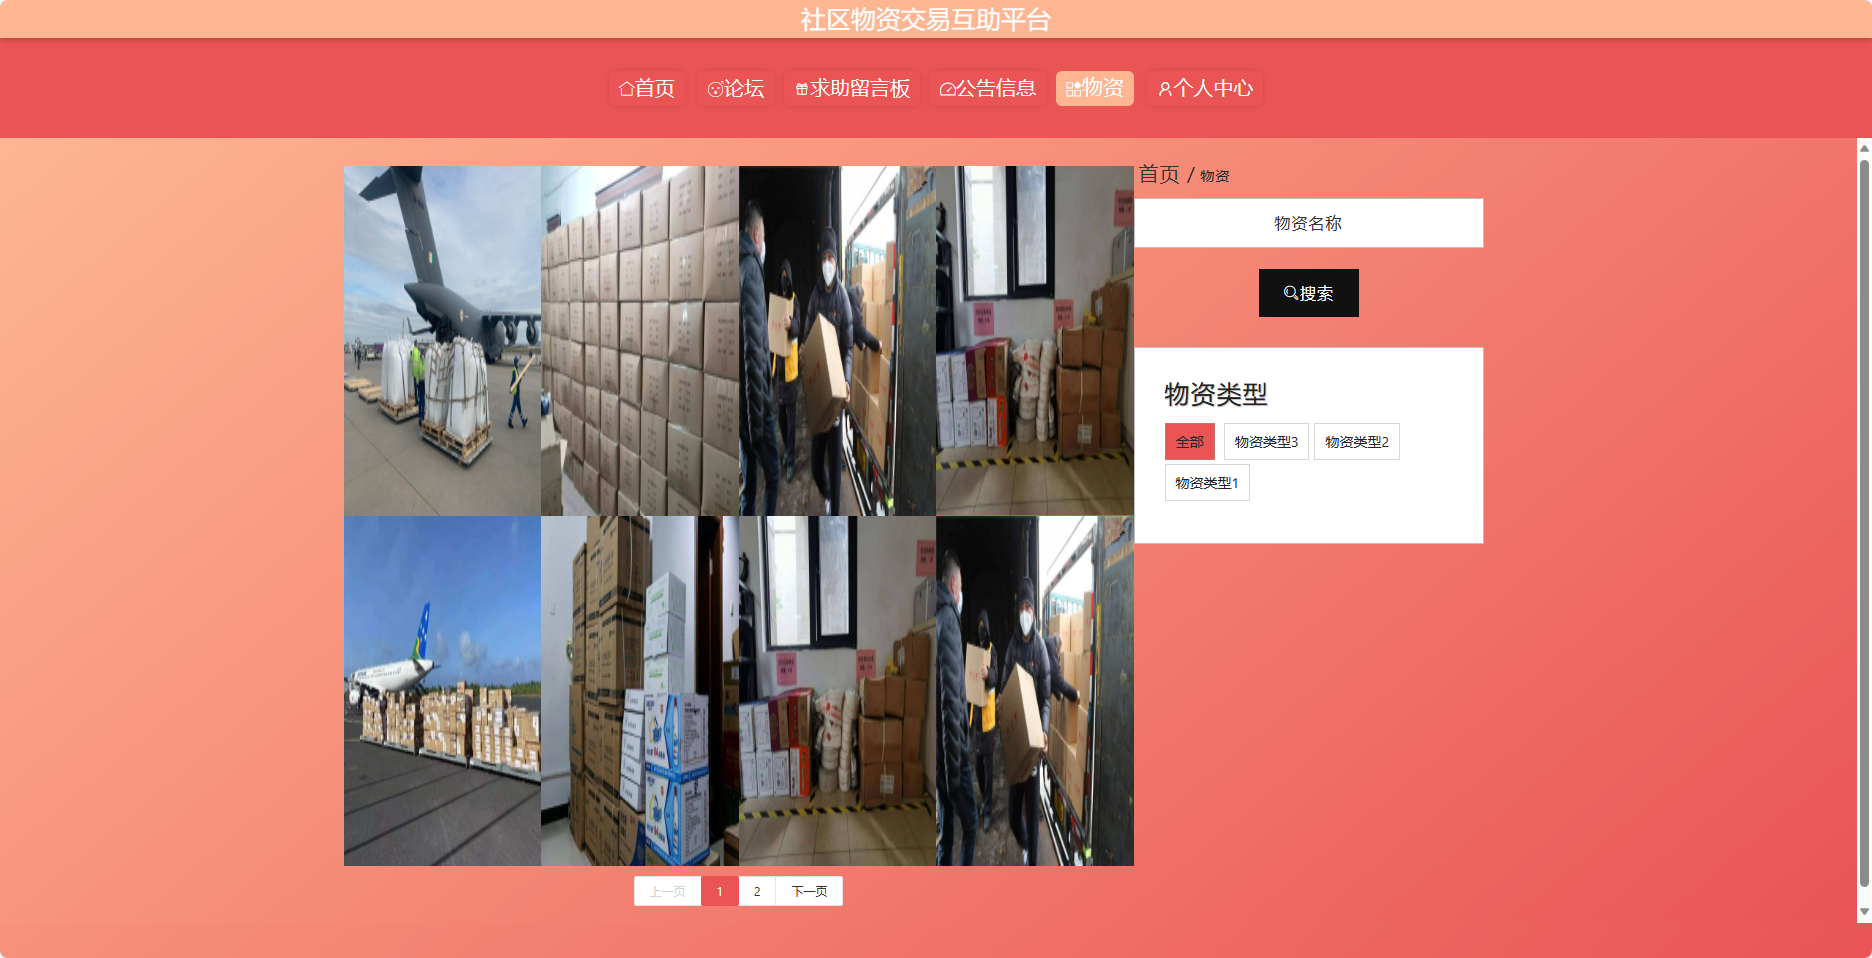 社区物资交易互助平台
首页 论坛 求助留言板 公告信息 物资 个人中心
首页 / 物资
物资名称
搜索
物资类型
全部 物资类型3 物资类型2
物资类型1
上一页 1 2 下一页